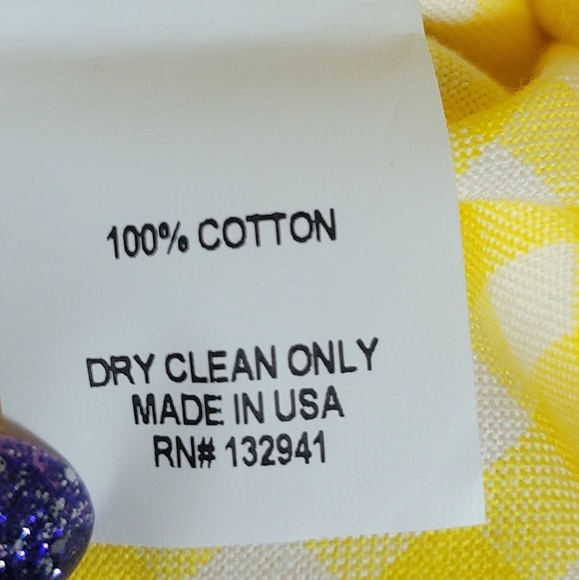 100% COTTON
DRY CLEAN ONLY
MADE IN USA
RN# 132941